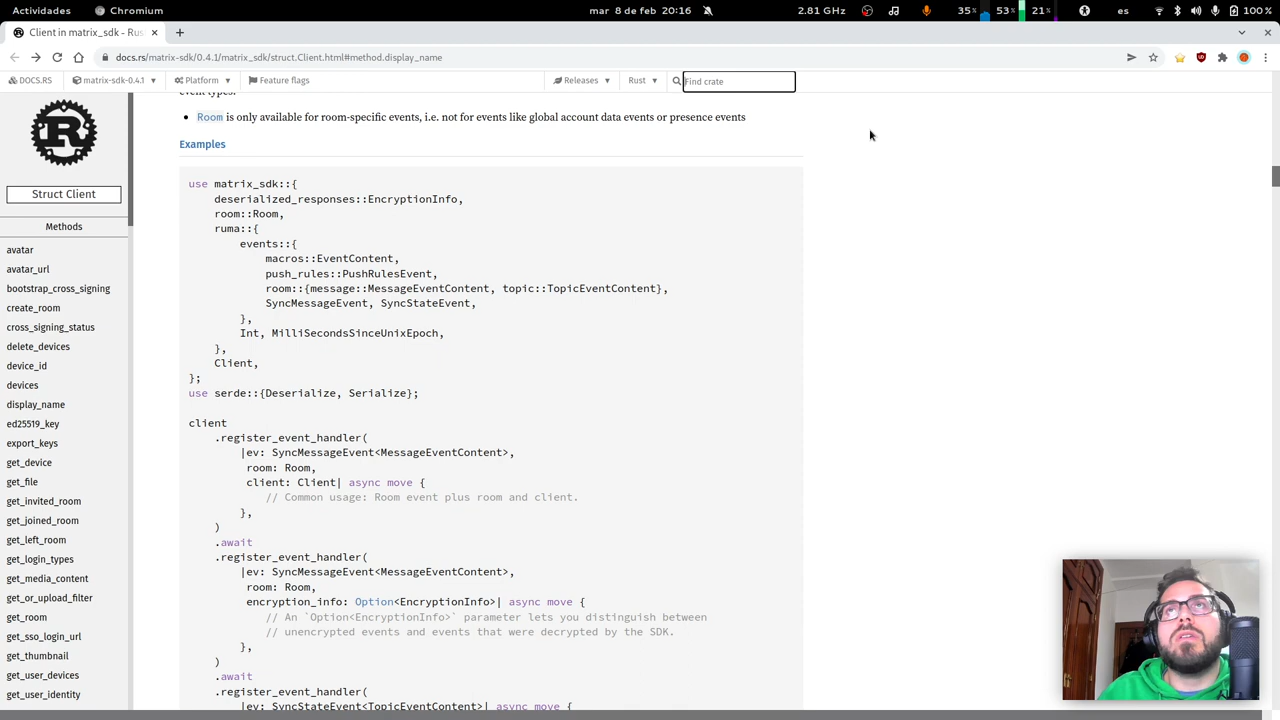 Actividades Chromium mar 8 de feb 20:16 2.81 GHz 35% 53% 21% es 100 %
Client in matrix_sdk - Rus
docs.rs/matrix-sdk/0.4.1/matrix_sdk/struct.Client.html#method.display_name
DOCS.RS matrix-sdk-0.4.1 Platform Feature flags Releases Rust Find crate
event types.
Room is only available for room-specific events, i.e. not for events like global account data events or presence events
Examples
use matrix_sdk::{
deserialized_responses::EncryptionInfo,
room::Room,
ruma::{
events::{
macros::EventContent,
push_rules::PushRulesEvent,
room::{message::MessageEventContent, topic::TopicEventContent},
SyncMessageEvent, SyncStateEvent,
},
Int, MilliSecondsSinceUnixEpoch,
},
Client,
};
use serde::{Deserialize, Serialize};
client
.register_event_handler(
|ev: SyncMessageEvent<MessageEventContent>,
room: Room,
client: Client| async move {
// Common usage: Room event plus room and client.
},
)
.await
.register_event_handler(
|ev: SyncMessageEvent<MessageEventContent>,
room: Room,
encryption_info: Option<EncryptionInfo>| async move {
// An `Option<EncryptionInfo>` parameter lets you distinguish between
// unencrypted events and events that were decrypted by the SDK.
},
)
.await
.register_event_handler(
|ev: SyncStateEvent<TopicEventContent>| async move {
Struct Client
Methods
avatar
avatar_url
bootstrap_cross_signing
create_room
cross_signing_status
delete_devices
device_id
devices
display_name
ed25519_key
export_keys
get_device
get_file
get_invited_room
get_joined_room
get_left_room
get_login_types
get_media_content
get_or_upload_filter
get_room
get_sso_login_url
get_thumbnail
get_user_devices
get_user_identity